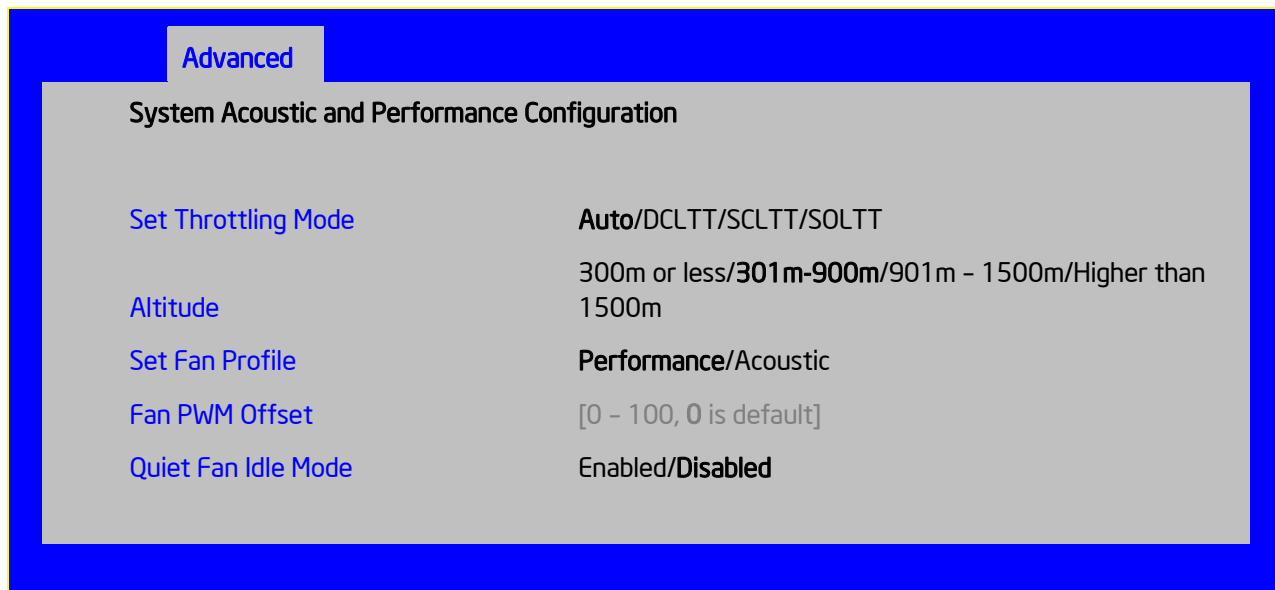 Advanced
System Acoustic and Performance Configuration
Set Throttling Mode Auto/DCLTT/SCLTT/SOLTT
300m or less/301m-900m/901m – 1500m/Higher than
Altitude 1500m
Set Fan Profile Performance/Acoustic
Fan PWM Offset [0 – 100, 0 is default]
Quiet Fan Idle Mode Enabled/Disabled